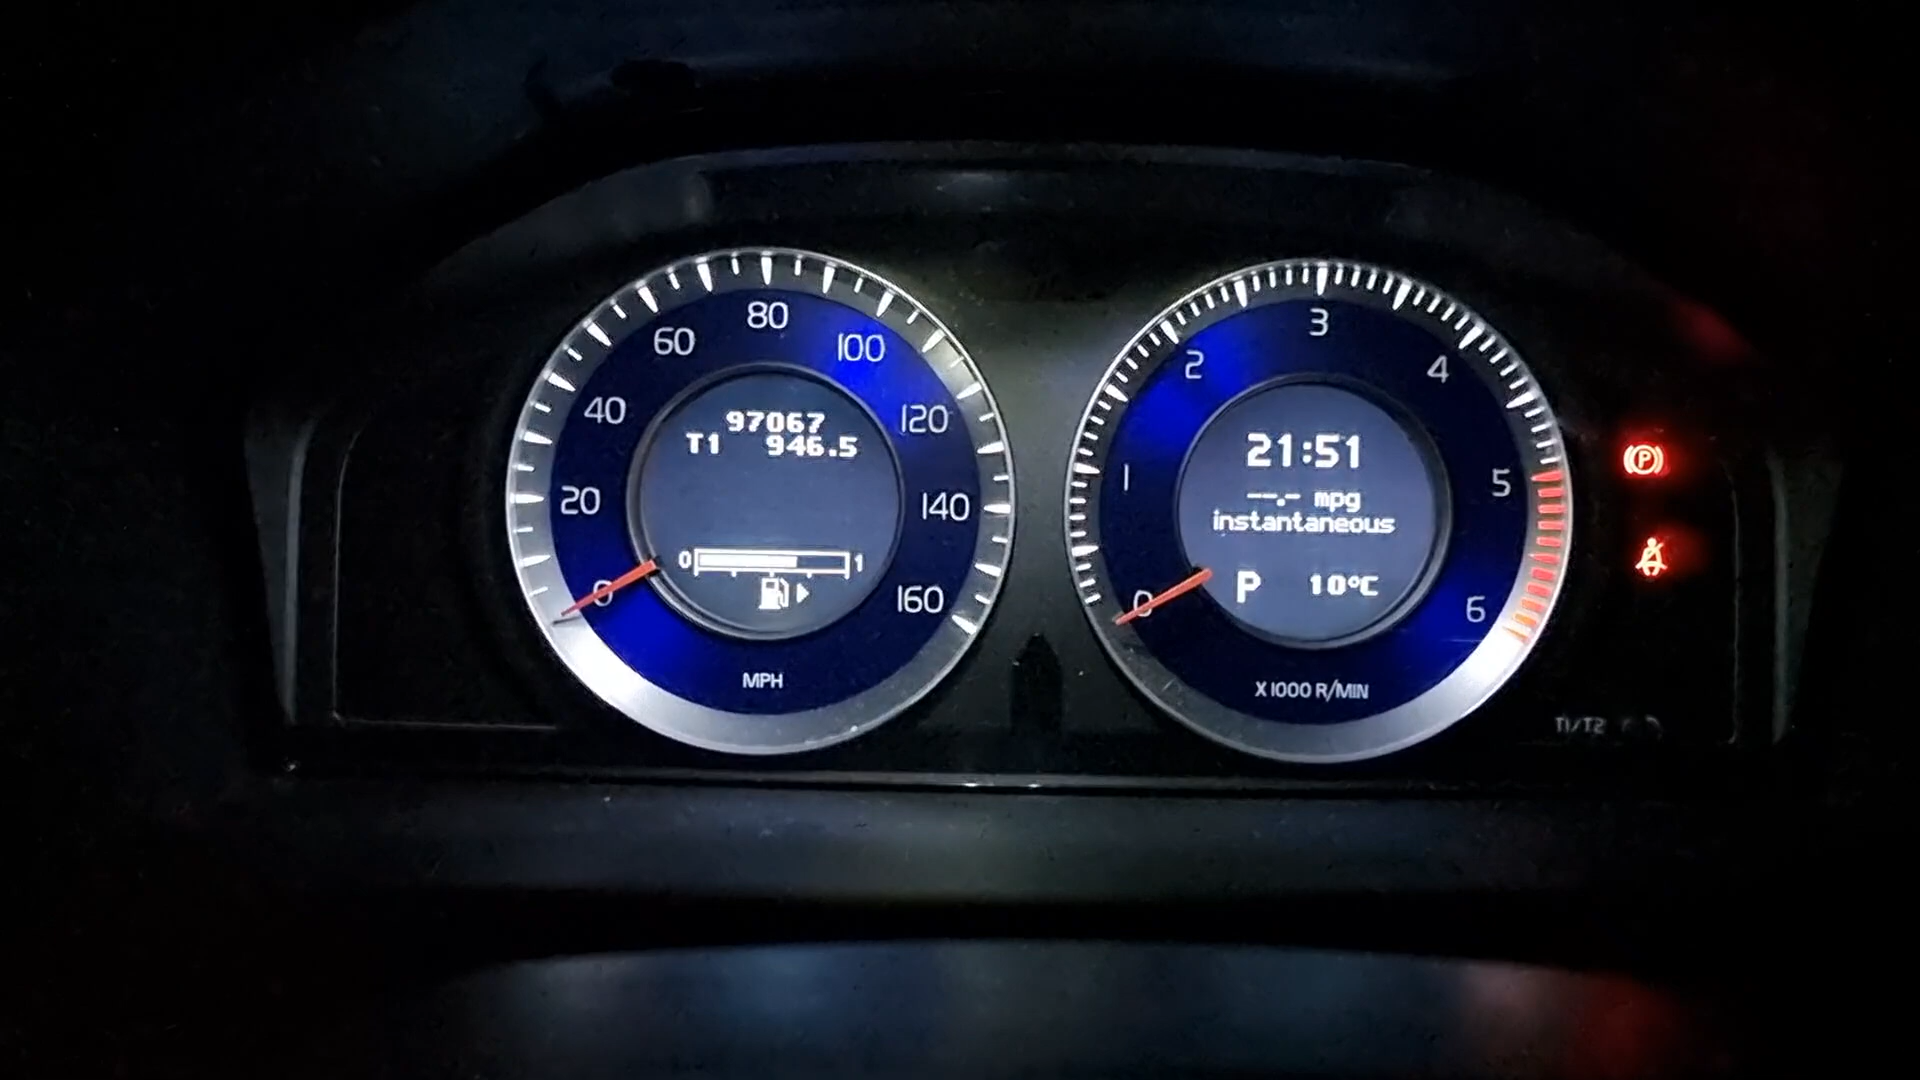 80
60
100
40
120
20
140
0
160
97067
T1 946.5
0 1
MPH
3
2
4
1
5
0
6
21:51
--.- mpg
instantaneous
P 10°C
X1000 R/MIN
P
T1/T2